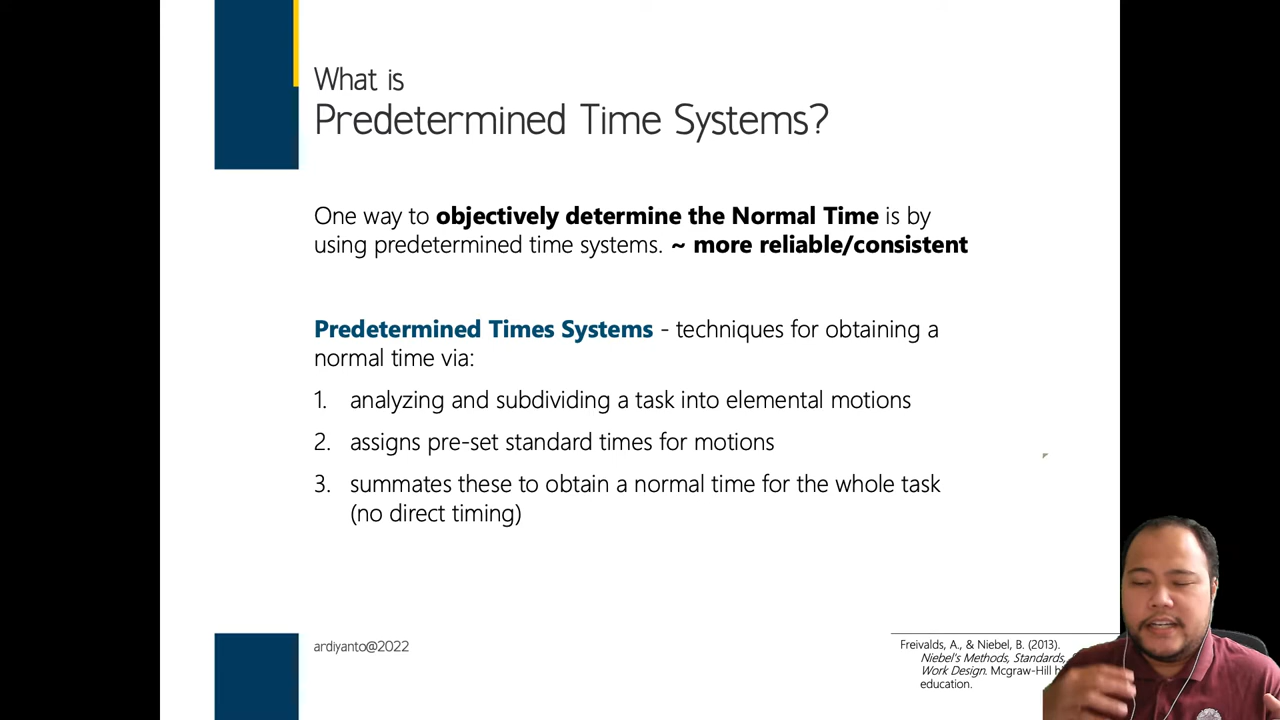 What is
Predetermined Time Systems?
One way to objectively determine the Normal Time is by
using predetermined time systems. ~ more reliable/consistent
Predetermined Times Systems - techniques for obtaining a
normal time via:
1. analyzing and subdividing a task into elemental motions
2. assigns pre-set standard times for motions
3. summates these to obtain a normal time for the whole task
(no direct timing)
ardiyanto@2022
Freivalds, A., & Niebel, B. (2013).
Niebel's Methods, Standards,
Work Design. Mcgraw-Hill
education.